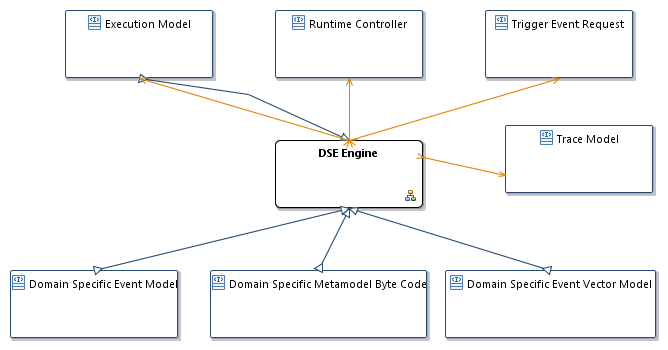 Execution Model
Runtime Controller
Trigger Event Request
Trace Model
DSE Engine
Domain Specific Event Model
Domain Specific Metamodel Byte Code
Domain Specific Event Vector Model